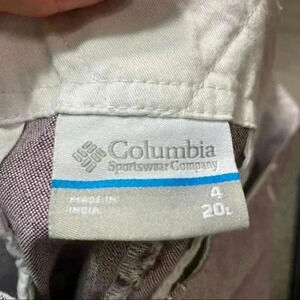 Columbia
Sportswear Company
MADE IN
INDIA
4
20L